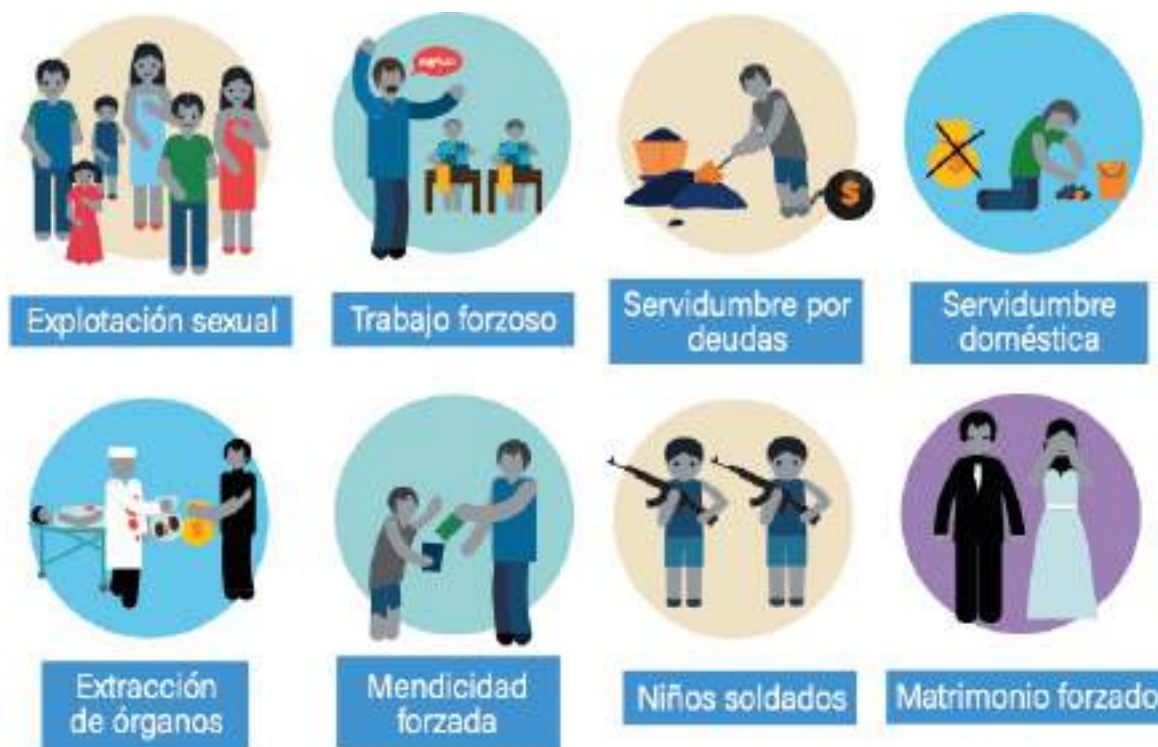 Explotación sexual
Trabajo forzoso
Servidumbre por
deudas
Servidumbre
doméstica
$
Extracción
de órganos
Mendicidad
forzada
Niños soldados
Matrimonio forzado